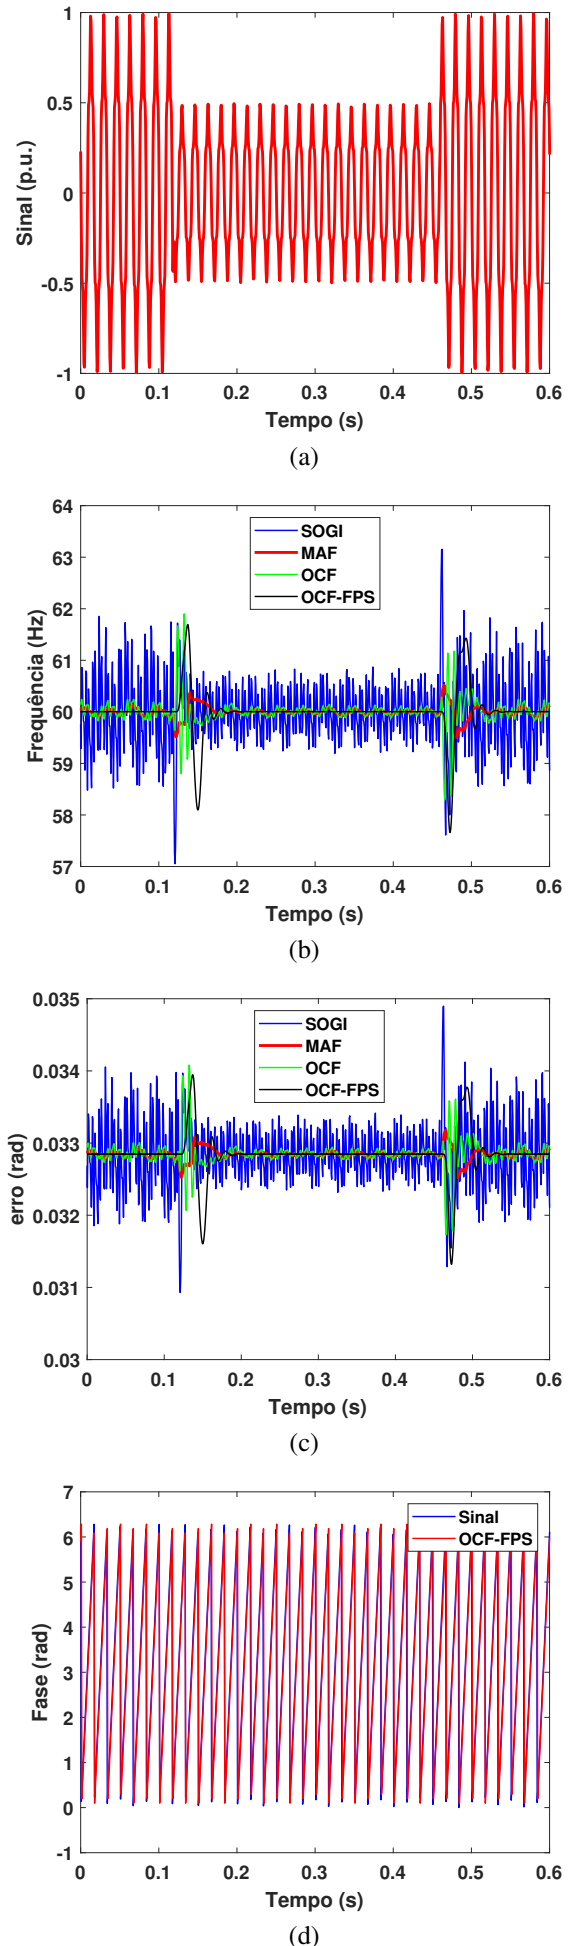 1
0.5
0
-0.5
-1
Sinal (p.u.)
0 0.1 0.2 0.3 0.4 0.5 0.6
Tempo (s)
(a)
64
63
62
61
60
59
58
57
Frequência (Hz)
SOGI
MAF
OCF
OCF-FPS
0 0.1 0.2 0.3 0.4 0.5 0.6
Tempo (s)
(b)
0.035
0.034
0.033
0.032
0.031
0.03
erro (rad)
SOGI
MAF
OCF
OCF-FPS
0 0.1 0.2 0.3 0.4 0.5 0.6
Tempo (s)
(c)
7
6
5
4
3
2
1
0
-1
Fase (rad)
Sinal
OCF-FPS
0 0.1 0.2 0.3 0.4 0.5 0.6
Tempo (s)
(d)